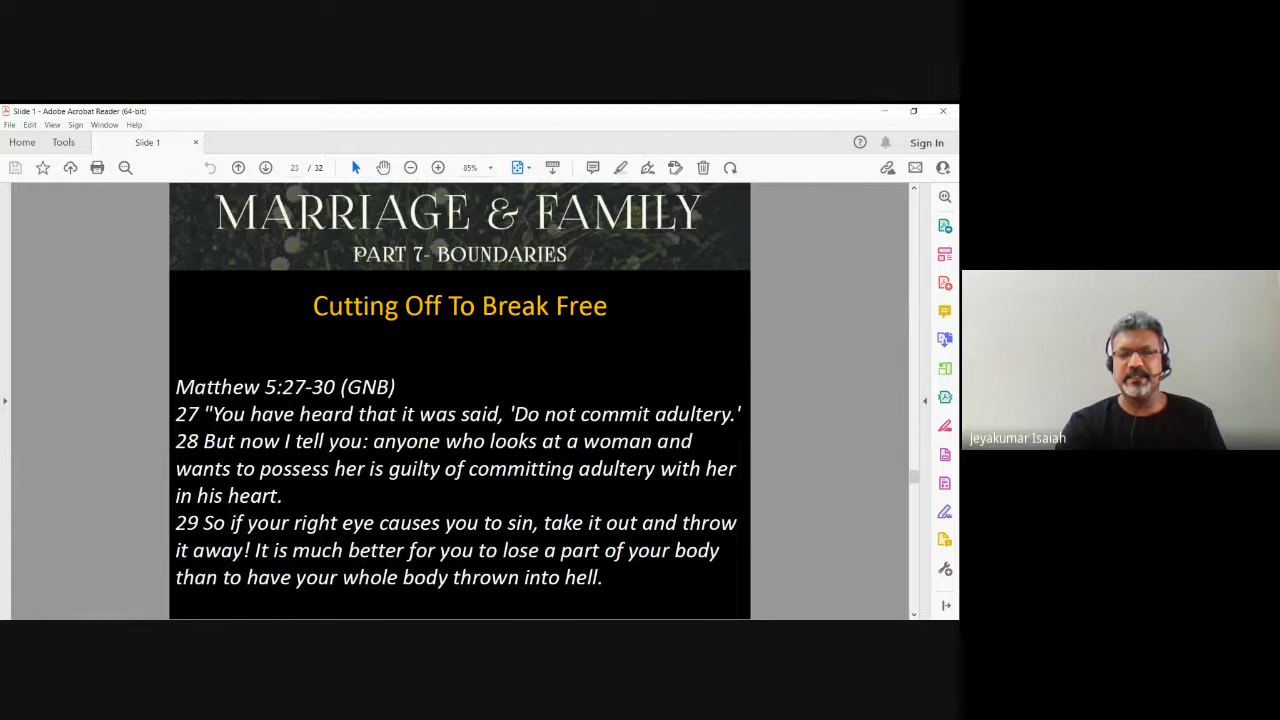 Slide 1 - Adobe Acrobat Reader (64-bit)
File Edit View Sign Window Help
Home Tools Slide 1 × Sign In
23 / 32 85%
MARRIAGE & FAMILY
PART 7- BOUNDARIES
Cutting Off To Break Free
Matthew 5:27-30 (GNB)
27 "You have heard that it was said, 'Do not commit adultery.'
28 But now I tell you: anyone who looks at a woman and
wants to possess her is guilty of committing adultery with her
in his heart.
29 So if your right eye causes you to sin, take it out and throw
it away! It is much better for you to lose a part of your body
than to have your whole body thrown into hell.
Jeyakumar Isaiah